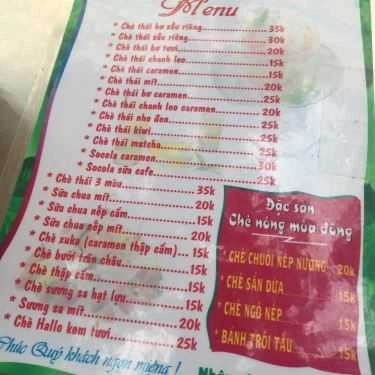 Menu
* Chè thái bơ sầu riêng...35k
* Chè thái sầu riêng...30k
* Chè thái bơ tươi...20k
* Chè thái chanh leo...15k
* Chè thái caramen...15k
* Chè thái mít...20k
* Chè thái bơ caramen...25k
* Chè thái chanh leo caramen...20k
* Chè thái nho đen...25k
* Chè thái kiwi...25k
* Chè thái matcha...25k
* Socola caramen...30k
* Socola sữa cafe...25k
* Chè thái 3 màu...35k
* Sữa chua mít...20k
* Sữa chua nếp cẩm...15k
* Sữa chua nếp mít...20k
* Chè xuka (caramen thập cẩm)...15k
* Chè bưởi trân châu...15k
* Chè thập cẩm...15k
* Chè sương sa hạt lựu...15k
* Sương sa mít...20k
* Chè Hallo kem tươi...25k
Đặc sản
Chè nóng mùa đông
* CHÈ CHUỐI NẾP NƯỚNG 20k
* CHÈ SẮN DỪA 15k
* CHÈ NGÔ NẾP 15k
* BÁNH TRÔI TÀU 15k
Chúc Quý khách ngon miệng !